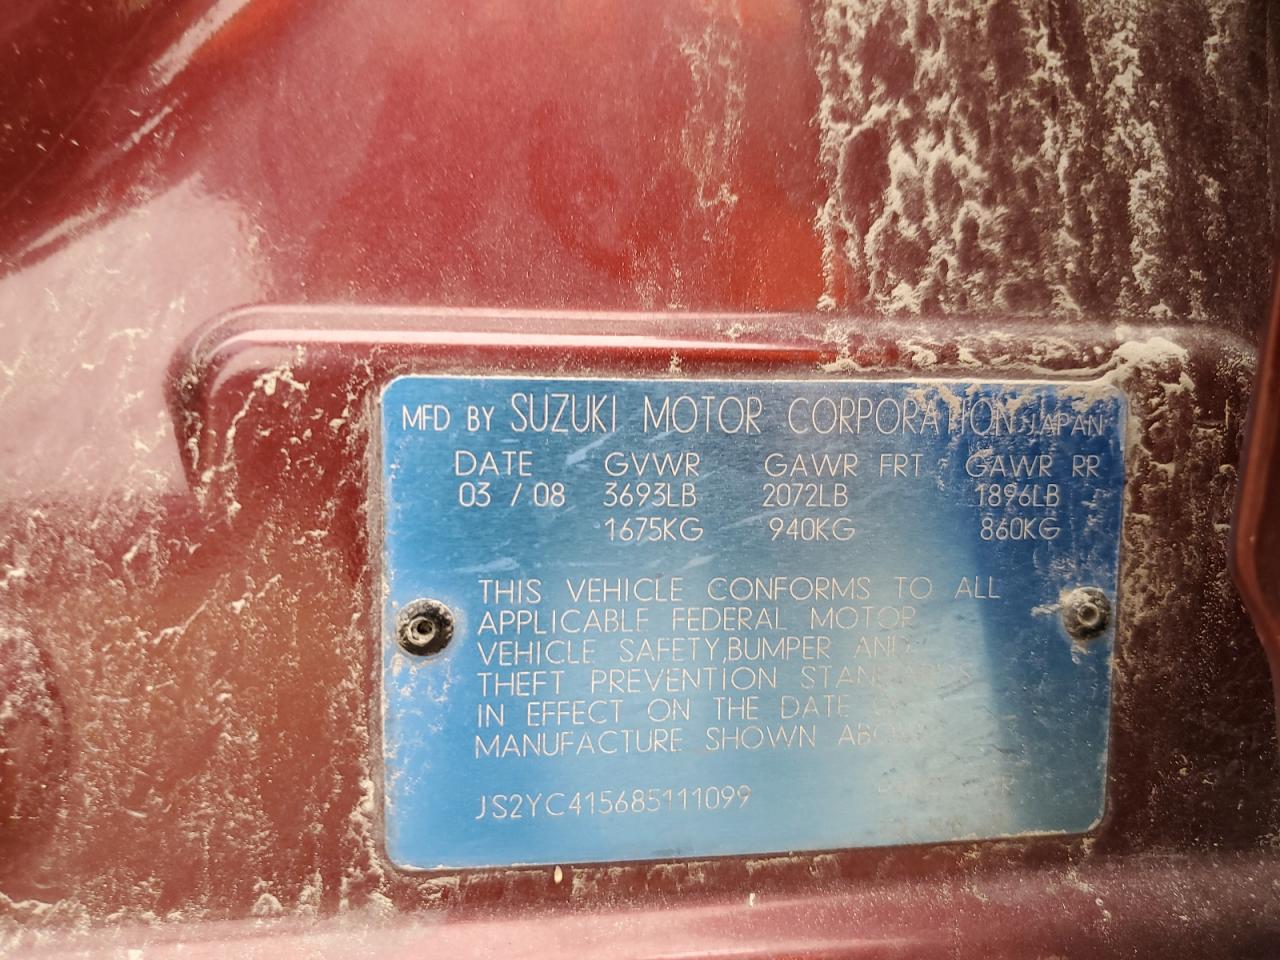 MFD BY SUZUKI MOTOR CORPORATION JAPAN
DATE GVWR GAWR FRT GAWR RR
03 / 08 3693LB 2072LB 1896LB
1675KG 940KG 860KG
THIS VEHICLE CONFORMS TO ALL
APPLICABLE FEDERAL MOTOR
VEHICLE SAFETY,BUMPER AND
THEFT PREVENTION STANDARDS
IN EFFECT ON THE DATE
MANUFACTURE SHOWN ABOVE
JS2YC415685111099